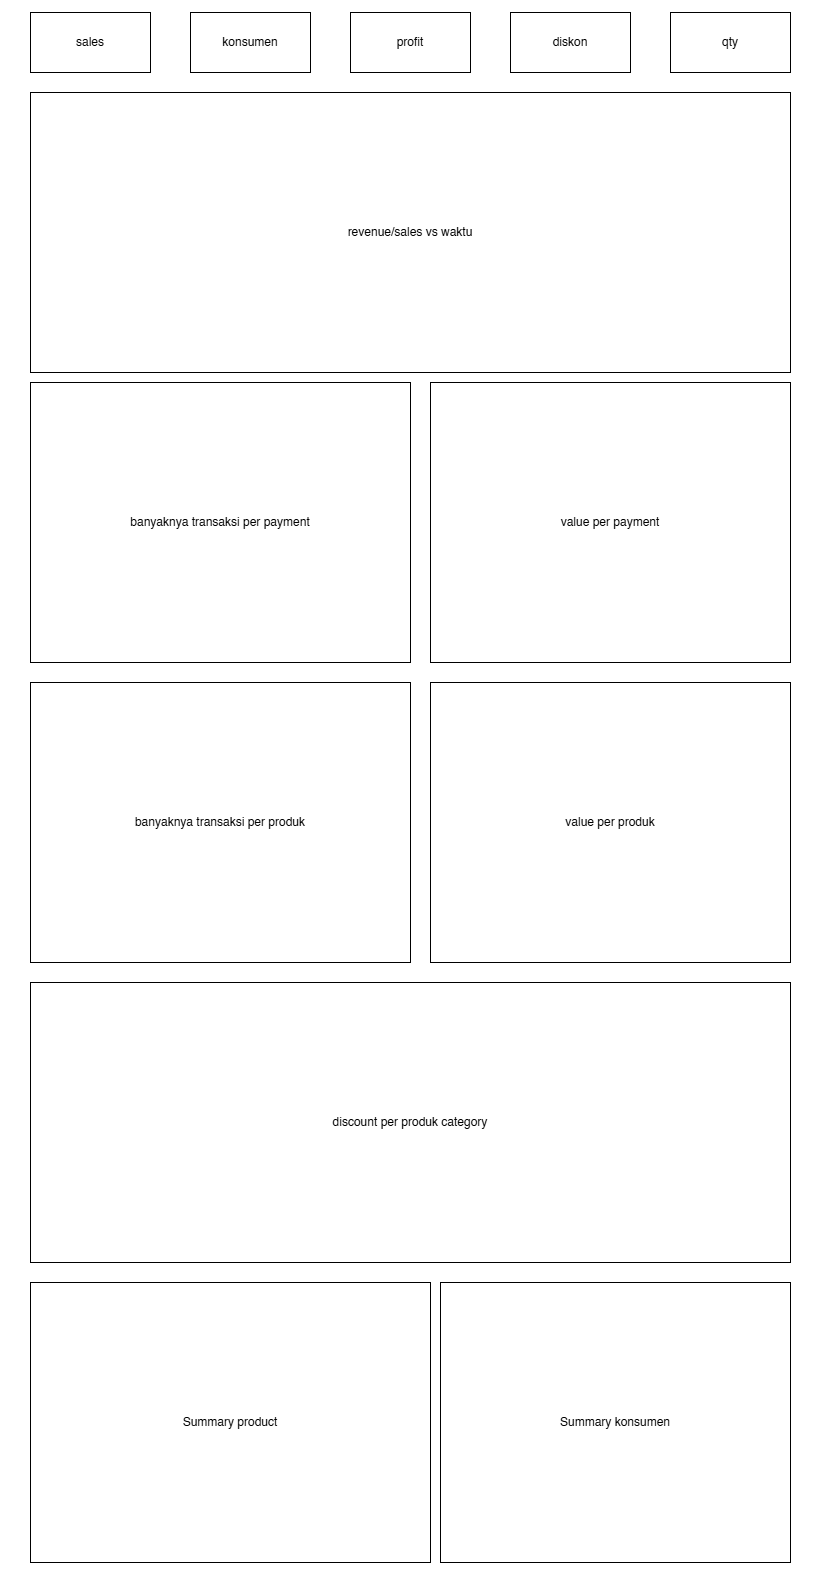 sales
konsumen
profit
diskon
qty
revenue/sales vs waktu
banyaknya transaksi per payment
value per payment
banyaknya transaksi per produk
value per produk
discount per produk category
Summary product
Summary konsumen